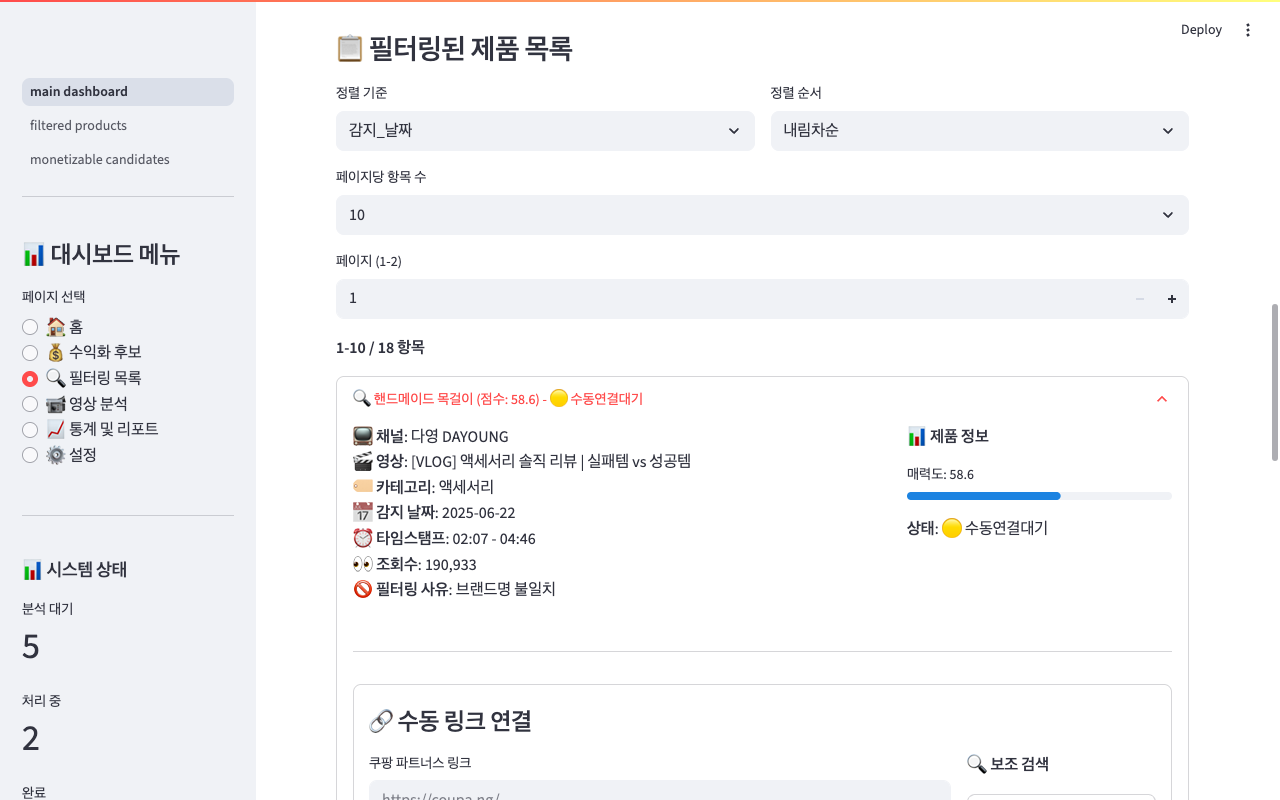 Deploy
main dashboard
filtered products
monetizable candidates
📊 대시보드 메뉴
페이지 선택
🏠 홈
💰 수익화 후보
🔍 필터링 목록
📹 영상 분석
📈 통계 및 리포트
⚙️ 설정
📊 시스템 상태
분석 대기
5
처리 중
2
완료
📋 필터링된 제품 목록
정렬 기준
정렬 순서
감지_날짜
내림차순
페이지당 항목 수
10
페이지 (1-2)
1
1-10 / 18 항목
🔍 핸드메이드 목걸이 (점수: 58.6) - 🟡 수동연결대기
📺 채널: 다영 DAYOUNG
🎬 영상: [VLOG] 액세서리 솔직 리뷰 | 실패템 vs 성공템
🏷️ 카테고리: 액세서리
📅 감지 날짜: 2025-06-22
⏰ 타임스탬프: 02:07 - 04:46
👀 조회수: 190,933
🚫 필터링 사유: 브랜드명 불일치
📊 제품 정보
매력도: 58.6
상태: 🟡 수동연결대기
🔗 수동 링크 연결
쿠팡 파트너스 링크
https://coupa.ng/
🔍 보조 검색